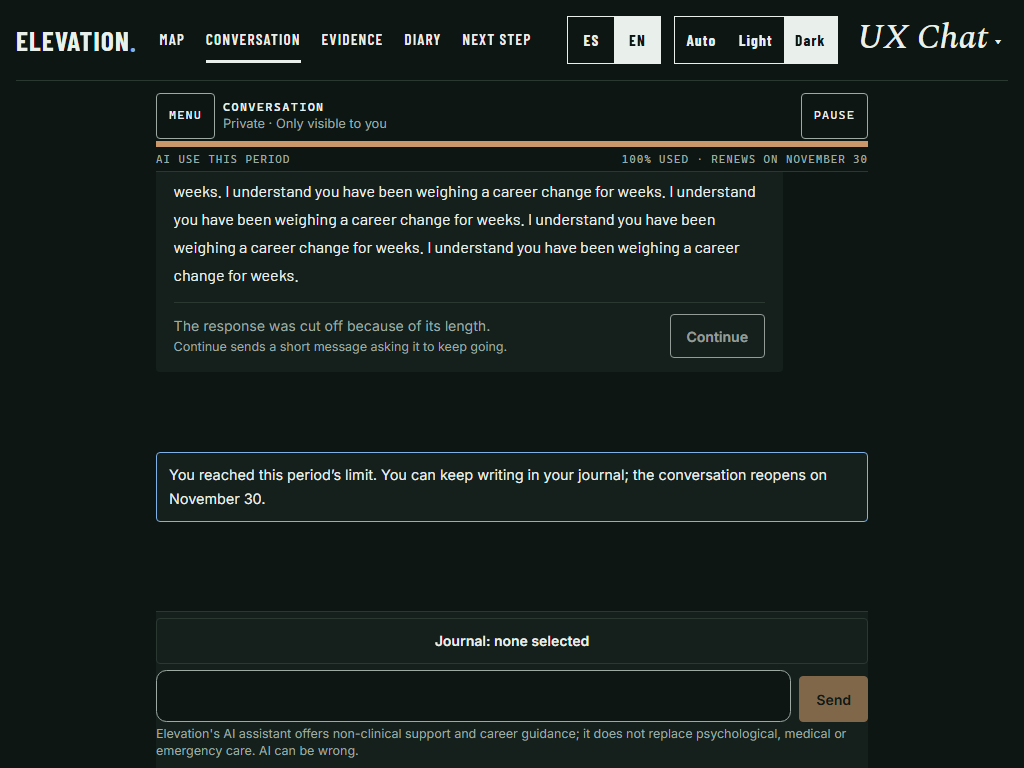 ELEVATION. MAP CONVERSATION EVIDENCE DIARY NEXT STEP ES EN Auto Light Dark UX Chat
MENU CONVERSATION PAUSE
Private · Only visible to you
AI USE THIS PERIOD 100% USED · RENEWS ON NOVEMBER 30
weeks. I understand you have been weighing a career change for weeks. I understand
you have been weighing a career change for weeks. I understand you have been
weighing a career change for weeks. I understand you have been weighing a career
change for weeks.
The response was cut off because of its length.
Continue sends a short message asking it to keep going.
Continue
You reached this period's limit. You can keep writing in your journal; the conversation reopens on
November 30.
Journal: none selected
Send
Elevation's AI assistant offers non-clinical support and career guidance; it does not replace psychological, medical or
emergency care. AI can be wrong.